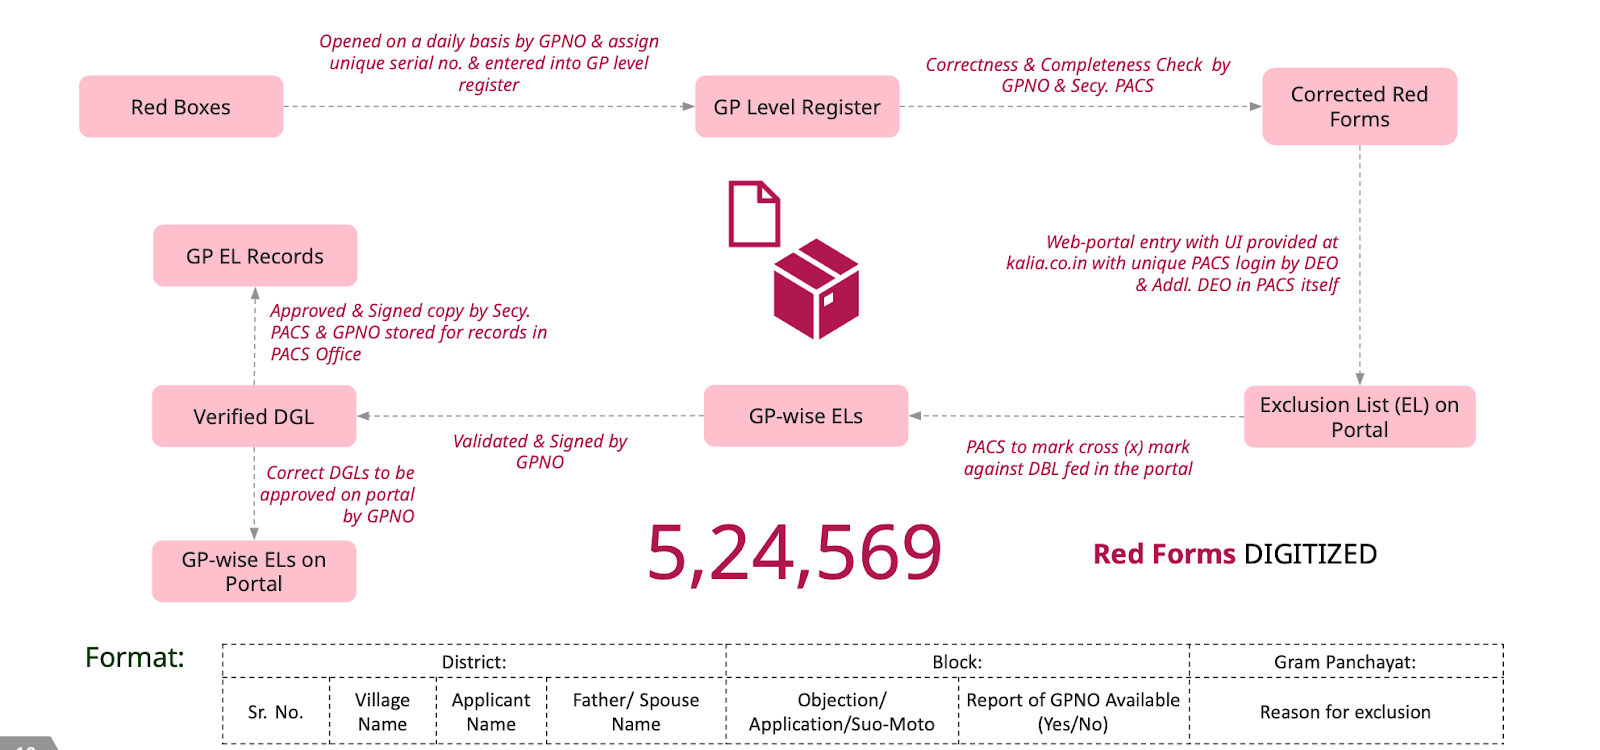 Opened on a daily basis by GPNO & assign
unique serial no. & entered into GP level
register
Correctness & Completeness Check by
GPNO & Secy. PACS
Red Boxes
GP Level Register
Corrected Red
Forms
Web-portal entry with UI provided at
kalia.co.in with unique PACS login by DEO
& Addl. DEO in PACS itself
GP EL Records
Approved & Signed copy by Secy.
PACS & GPNO stored for records in
PACS Office
Verified DGL
GP-wise ELs
Exclusion List (EL) on
Portal
Validated & Signed by
GPNO
PACS to mark cross (x) mark
against DBL fed in the portal
Correct DGLs to be
approved on portal
by GPNO
GP-wise ELs on
Portal
5,24,569
Red Forms DIGITIZED
Format:
District:
Block:
Gram Panchayat:
Sr. No.
Village
Name
Applicant
Name
Father/ Spouse
Name
Objection/
Application/Suo-Moto
Report of GPNO Available
(Yes/No)
Reason for exclusion